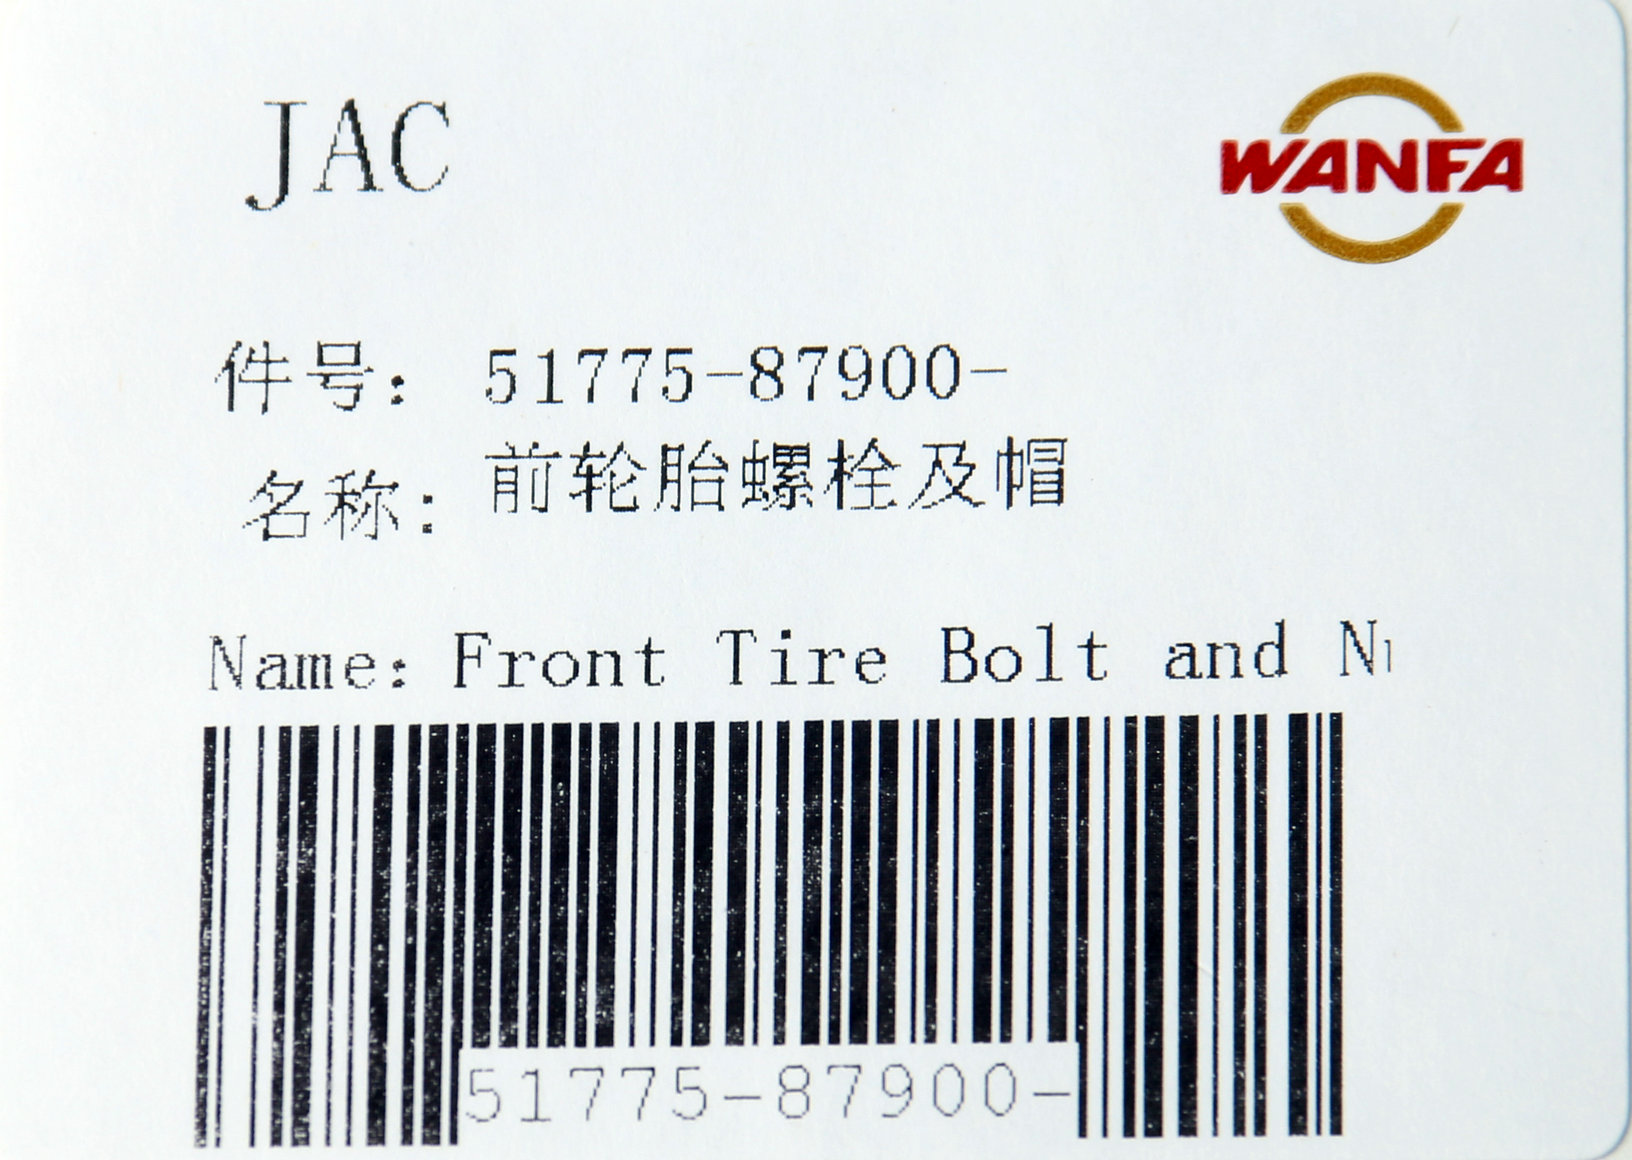 JAC
WANFA
件号： 51775-87900-
名称： 前轮胎螺栓及帽
Name: Front Tire Bolt and
51775-87900-